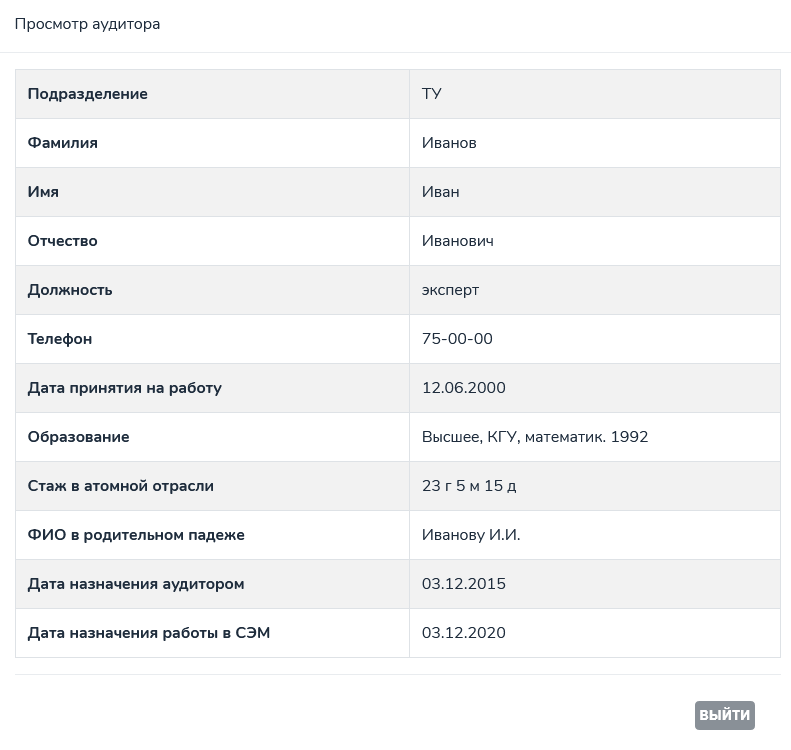 Просмотр аудитора
Подразделение ТУ
Фамилия Иванов
Имя Иван
Отчество Иванович
Должность эксперт
Телефон 75-00-00
Дата принятия на работу 12.06.2000
Образование Высшее, КГУ, математик. 1992
Стаж в атомной отрасли 23 г 5 м 15 д
ФИО в родительном падеже Иванову И.И.
Дата назначения аудитором 03.12.2015
Дата назначения работы в СЭМ 03.12.2020
ВЫЙТИ